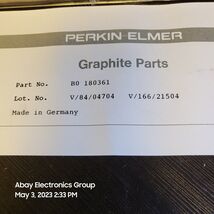 PERKIN ELMER
Graphite Parts
Part No. B0 180361
Lot. No. V/84/04704 V/166/21504
Made in Germany
Abay Electronics Group
May 3, 2023 2:33 PM